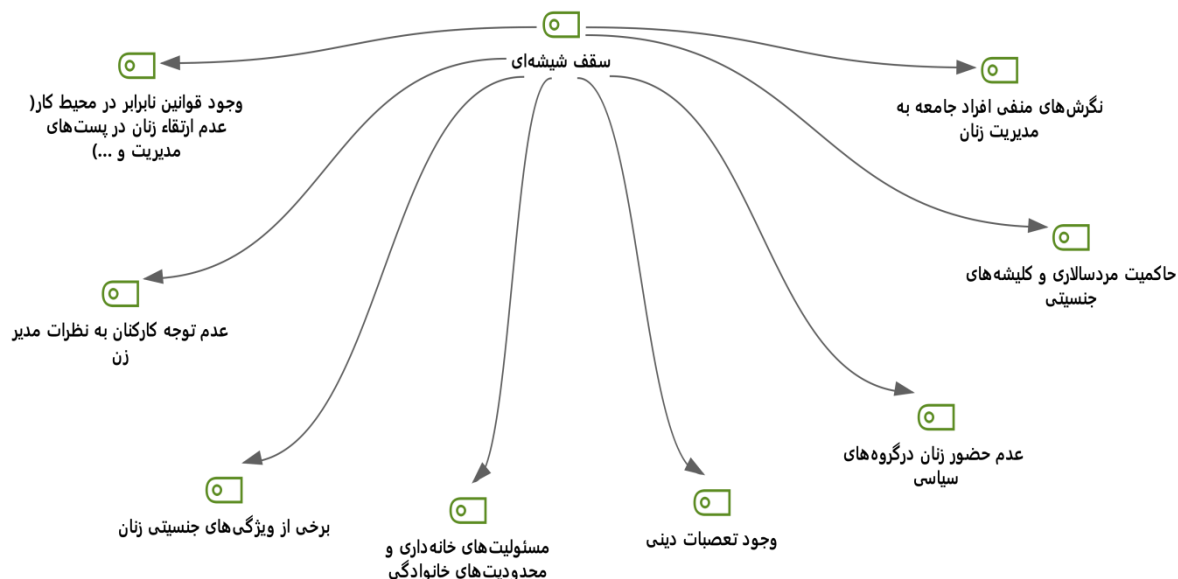 سقف شیشه‌ای
نگرش‌های منفی افراد جامعه به
مدیریت زنان
حاکمیت مردسالاری و کلیشه‌های
جنسیتی
عدم حضور زنان درگروه‌های
سیاسی
وجود تعصبات دینی
مسئولیت‌های خانه‌داری و
محدودیت‌های خانوادگی
برخی از ویژگی‌های جنسیتی زنان
عدم توجه کارکنان به نظرات مدیر
زن
وجود قوانین نابرابر در محیط کار(
عدم ارتقاء زنان در پست‌های
مدیریت و ...)